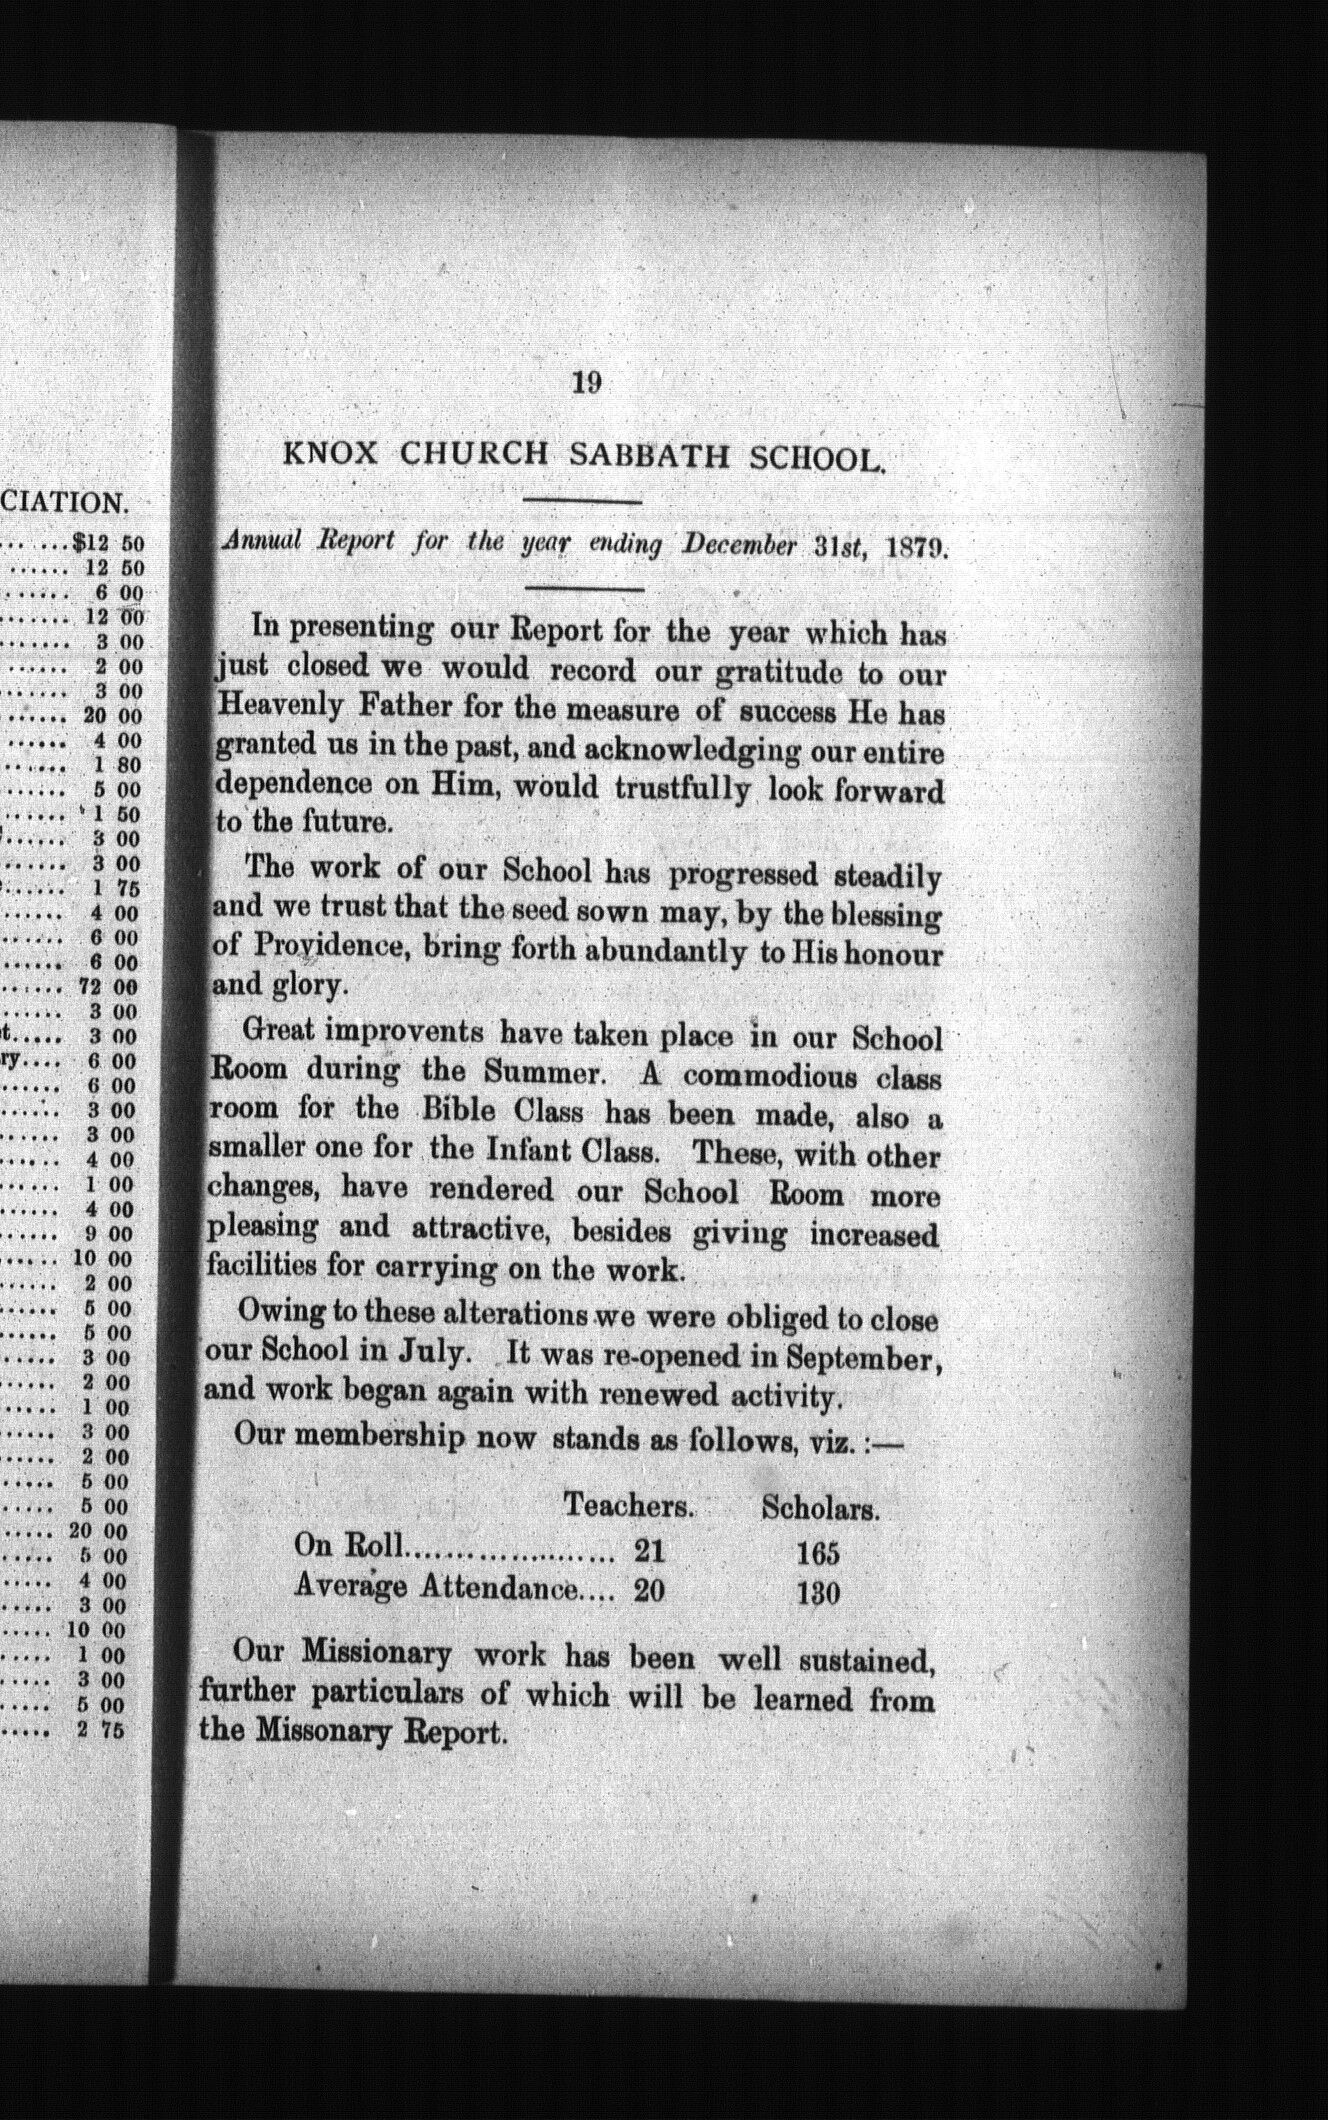 CIATION.
$12 50
12 50
6 00
12 00
3 00
2 00
3 00
20 00
4 00
1 80
5 00
1 50
3 00
3 00
1 75
4 00
6 00
6 00
72 00
3 00
t..... 3 00
ry.... 6 00
6 00
3 00
3 00
4 00
1 00
4 00
9 00
10 00
2 00
5 00
5 00
3 00
2 00
1 00
3 00
2 00
5 00
5 00
20 00
5 00
4 00
3 00
10 00
1 00
3 00
5 00
2 75
19
KNOX CHURCH SABBATH SCHOOL.
Annual Report for the year ending December 31st, 1879.
In presenting our Report for the year which has
just closed we would record our gratitude to our
Heavenly Father for the measure of success He has
granted us in the past, and acknowledging our entire
dependence on Him, would trustfully look forward
to the future.
The work of our School has progressed steadily
and we trust that the seed sown may, by the blessing
of Providence, bring forth abundantly to His honour
and glory.
Great improvents have taken place in our School
Room during the Summer. A commodious class
room for the Bible Class has been made, also a
smaller one for the Infant Class. These, with other
changes, have rendered our School Room more
pleasing and attractive, besides giving increased
facilities for carrying on the work.
Owing to these alterations we were obliged to close
our School in July. It was re-opened in September,
and work began again with renewed activity.
Our membership now stands as follows, viz. :—
Teachers. Scholars.
On Roll..................... 21 165
Average Attendance.... 20 130
Our Missionary work has been well sustained,
further particulars of which will be learned from
the Missonary Report.